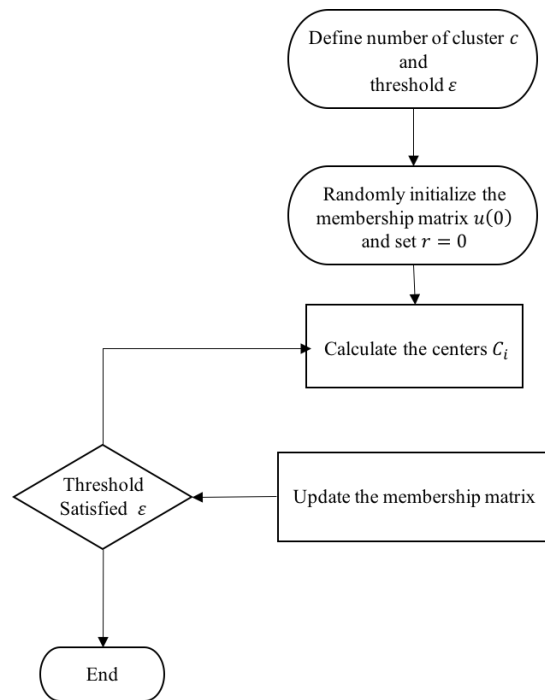 Define number of cluster c
and
threshold ε
Randomly initialize the
membership matrix u(0)
and set r = 0
Calculate the centers C_i
Update the membership matrix
Threshold
Satisfied ε
End